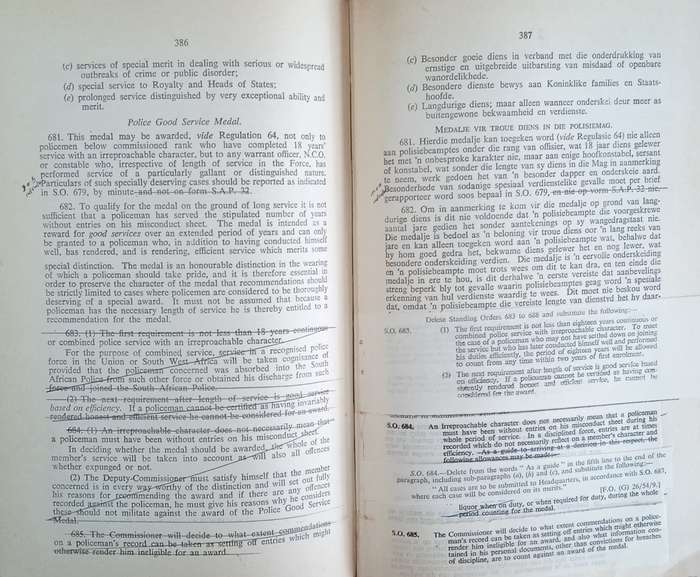 386
(c) services of special merit in dealing with serious or widespread
outbreaks of crime or public disorder;
(d) special service to Royalty and Heads of States;
(e) prolonged service distinguished by very exceptional ability and
merit.
Police Good Service Medal.
681. This medal may be awarded, vide Regulation 64, not only to
policemen below commissioned rank who have completed 18 years'
service with an irreproachable character, but to any warrant officer, N.C.O.
or constable who, irrespective of length of service in the Force, has
performed service of a particularly gallant or distinguished nature.
Particulars of such specially deserving cases should be reported as indicated
in S.O. 679, by minute and not on form S.A.P. 32.
682. To qualify for the medal on the ground of long service it is not
sufficient that a policeman has served the stipulated number of years
without entries on his misconduct sheet. The medal is intended as a
reward for good services over an extended period of years and can only
be granted to a policeman who, in addition to having conducted himself
well, has rendered, and is rendering, efficient service which merits some
special distinction. The medal is an honourable distinction in the wearing
of which a policeman should take pride, and it is therefore essential in
order to preserve the character of the medal that recommendations should
be strictly limited to cases where policemen are considered to be thoroughly
deserving of a special award. It must not be assumed that because a
policeman has the necessary length of service he is thereby entitled to a
recommendation for the medal.
683. (1) The first requirement is not less than 18 years continuous
or combined police service with an irreproachable character.
For the purpose of combined service, service in a recognised police
force in the Union or South West Africa will be taken cognisance of
provided that the policeman concerned was absorbed into the South
African Police from such other force or obtained his discharge from such
force and joined the South African Police.
(2) The next requirement after length of service is good service
based on efficiency. If a policeman cannot be certified as having invariably
rendered honest and efficient service he cannot be considered for an award.
684. (1) An irreproachable character does not necessarily mean that
a policeman must have been without entries on his misconduct sheet.
In deciding whether the medal should be awarded, the whole of the
member's service will be taken into account as will also all offences
whether expunged or not.
(2) The Deputy-Commissioner must satisfy himself that the member
concerned is in every way worthy of the distinction and will set out fully
his reasons for recommending the award and if there are any offences
recorded against the policeman, he must give his reasons why he considers
these should not militate against the award of the Police Good Service
Medal.
685. The Commissioner will decide to what extent commendations
on a policeman's record can be taken as setting off entries which might
otherwise render him ineligible for an award.
387
(c) Besonder goeie diens in verband met die onderdrukking van
ernstige en uitgebreide uitbarsting van misdaad of openbare
wanordelikhede.
(d) Besondere dienste bewys aan Koninklike families en Staats-
hoofde.
(e) Langdurige diens; maar alleen wanneer onderskei deur meer as
buitengewone bekwaamheid en verdienste.
MEDALJE VIR TROUE DIENS IN DIE POLISIEMAG.
681. Hierdie medalje kan toegeken word (vide Regulasie 64) nie alleen
aan polisiebeamptes onder die rang van offisier, wat 18 jaar diens gelewer
het met 'n onbesproke karakter nie, maar aan enige hoofkonstabel, sersant
of konstabel, wat sonder die lengte van sy diens in die Mag in aanmerking
te neem, werk gedoen het van 'n besonder dapper en onderskeie aard.
Besonderhede van sodanige spesiaal verdienstelike gevalle moet per brief
gerapporteer word soos bepaal in S.O. 679, en nie op vorm S.A.P. 32 nie.
682. Om in aanmerking te kom vir die medalje op grond van lang-
durige diens is dit nie voldoende dat 'n polisiebeampte die voorgeskrewe
aantal jare gedien het sonder aantekenings op sy wangedragstaat nie.
Die medalje is bedoel as 'n beloning vir troue diens oor 'n lang reeks van
jare en kan alleen toegeken word aan 'n polisiebeampte wat, behalwe dat
hy hom goed gedra het, bekwame diens gelewer het en nog lewer, wat
besondere onderskeiding verdien. Die medalje is 'n eervolle onderskeiding
en 'n polisiebeampte moet trots wees om dit te kan dra, en ten einde die
medalje in ere te hou, is dit derhalwe 'n eerste vereiste dat aanbevelings
streng beperk bly tot gevalle waarin polisiebeamptes geag word 'n spesiale
erkenning van hul verdienste waardig te wees. Dit moet nie beskou word
dat, omdat 'n polisiebeampte die vereiste lengte van dienstyd het hy daar-
Delete Standing Orders 683 to 688 and substitute the following:—
S.O. 683. (1) The first requirement is not less than eighteen years continuous or
combined police service with irreproachable character. To meet
the case of a policeman who may not have settled down on joining
the service but who has later conducted himself well and performed
his duties efficiently, the period of eighteen years will be allowed
to count from any time within two years of first enrolment.
(2) The next requirement after length of service is good service based
on efficiency. If a policeman cannot be certified as having con-
sistently rendered honest and efficient service, he cannot be
considered for the award.
S.O. 684. An Irreproachable character does not necessarily mean that a policeman
must have been without entries on his misconduct sheet during his
whole period of service. In a disciplined force, entries are at times
recorded which do not necessarily reflect on a member's character and
efficiency. As a guide to arriving at a decision in this respect, the
following allowances may be made:—
S.O. 684.—Delete from the words " As a guide " in the fifth line to the end of the
paragraph, including sub-paragraphs (a), (b) and (c), and substitute the following:—
" All cases are to be submitted to Headquarters, in accordance with S.O. 687,
where each case will be considered on its merits."
[F.O. (G) 26/54/9.]
liquor when on duty, or when required for duty, during the whole
period counting for the medal.
S.O. 685. The Commissioner will decide to what extent commendations on a police-
man's record can be taken as setting off entries which might otherwise
render him ineligible for an award, and also what information con-
tained in his personal documents, other than convictions for breaches
of discipline, are to count against an award of the medal.